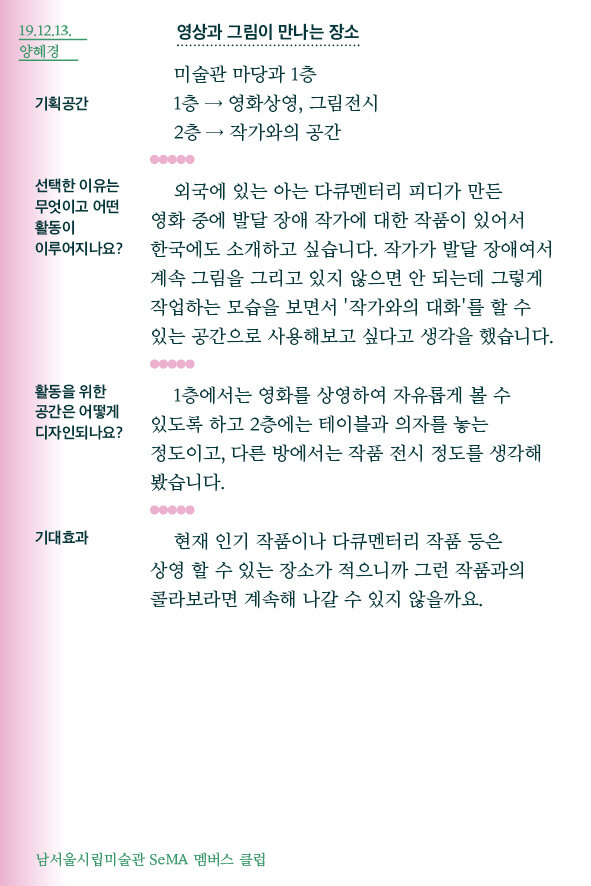 19.12.13.
양혜경
영상과 그림이 만나는 장소
기획공간
미술관 마당과 1층
1층 → 영화상영, 그림전시
2층 → 작가와의 공간
선택한 이유는
무엇이고 어떤
활동이
이루어지나요?
외국에 있는 아는 다큐멘터리 피디가 만든
영화 중에 발달 장애 작가에 대한 작품이 있어서
한국에도 소개하고 싶습니다. 작가가 발달 장애여서
계속 그림을 그리고 있지 않으면 안 되는데 그렇게
작업하는 모습을 보면서 '작가와의 대화'를 할 수
있는 공간으로 사용해보고 싶다고 생각을 했습니다.
활동을 위한
공간은 어떻게
디자인되나요?
1층에서는 영화를 상영하여 자유롭게 볼 수
있도록 하고 2층에는 테이블과 의자를 놓는
정도이고, 다른 방에서는 작품 전시 정도를 생각해
봤습니다.
기대효과
현재 인기 작품이나 다큐멘터리 작품 등은
상영 할 수 있는 장소가 적으니까 그런 작품과의
콜라보라면 계속해 나갈 수 있지 않을까요.
남서울시립미술관 SeMA 멤버스 클럽